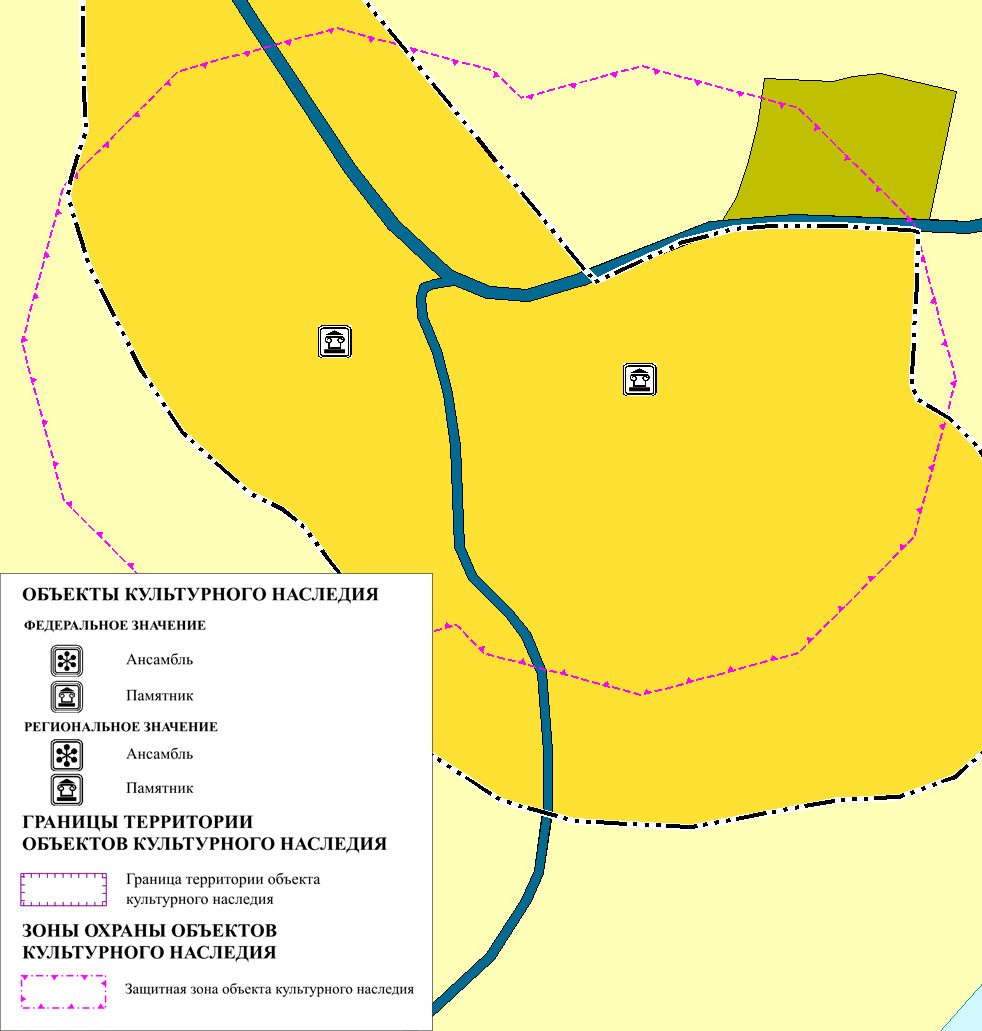 ОБЪЕКТЫ КУЛЬТУРНОГО НАСЛЕДИЯ
ФЕДЕРАЛЬНОЕ ЗНАЧЕНИЕ
Ансамбль
Памятник
РЕГИОНАЛЬНОЕ ЗНАЧЕНИЕ
Ансамбль
Памятник
ГРАНИЦЫ ТЕРРИТОРИИ
ОБЪЕКТОВ КУЛЬТУРНОГО НАСЛЕДИЯ
Граница территории объекта
культурного наследия
ЗОНЫ ОХРАНЫ ОБЪЕКТОВ
КУЛЬТУРНОГО НАСЛЕДИЯ
Защитная зона объекта культурного наследия